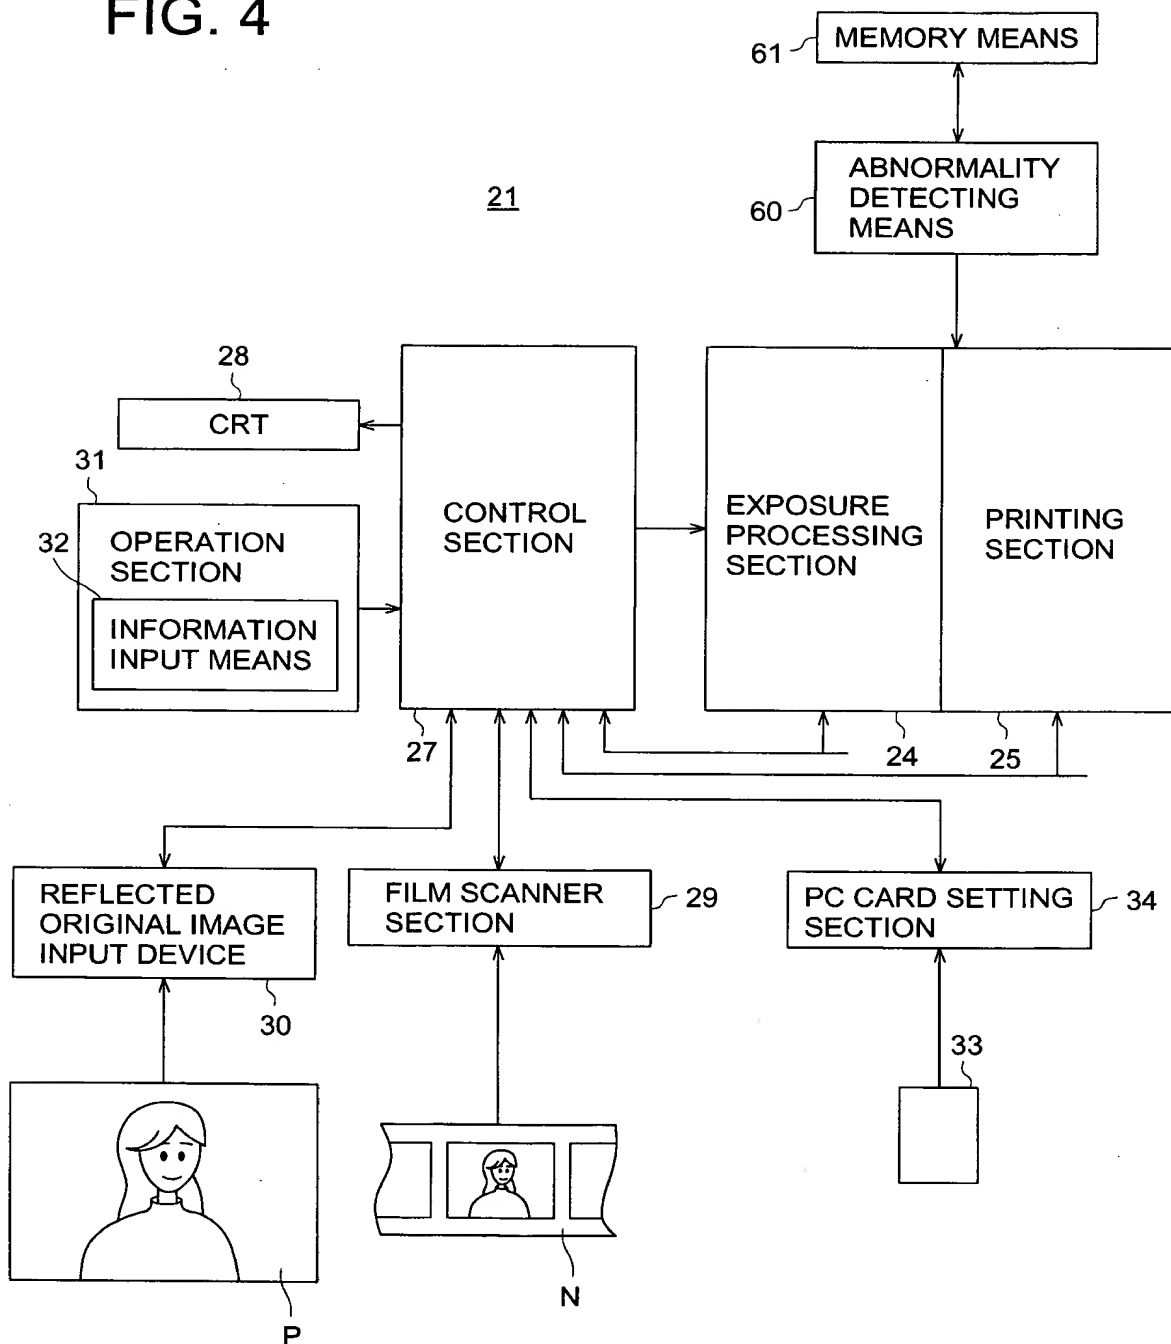 FIG. 4
61
MEMORY MEANS
21
60
ABNORMALITY
DETECTING
MEANS
28
CRT
31
32
OPERATION
SECTION
INFORMATION
INPUT MEANS
CONTROL
SECTION
27
EXPOSURE
PROCESSING
SECTION
24
PRINTING
SECTION
25
REFLECTED
ORIGINAL IMAGE
INPUT DEVICE
30
FILM SCANNER
SECTION
29
PC CARD SETTING
SECTION
34
33
P
N